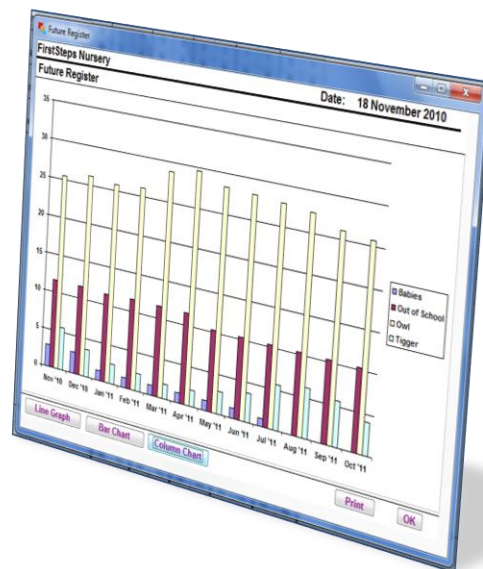 Future Register
FirstSteps Nursery
Future Register
Date: 18 November 2010
35
30
25
20
15
10
5
0
Nov '10
Dec '10
Jan '11
Feb '11
Mar '11
Apr '11
May '11
Jun '11
Jul '11
Aug '11
Sep '11
Oct '11
Babies
Out of School
Owl
Tigger
Line Graph
Bar Chart
Column Chart
Print
OK